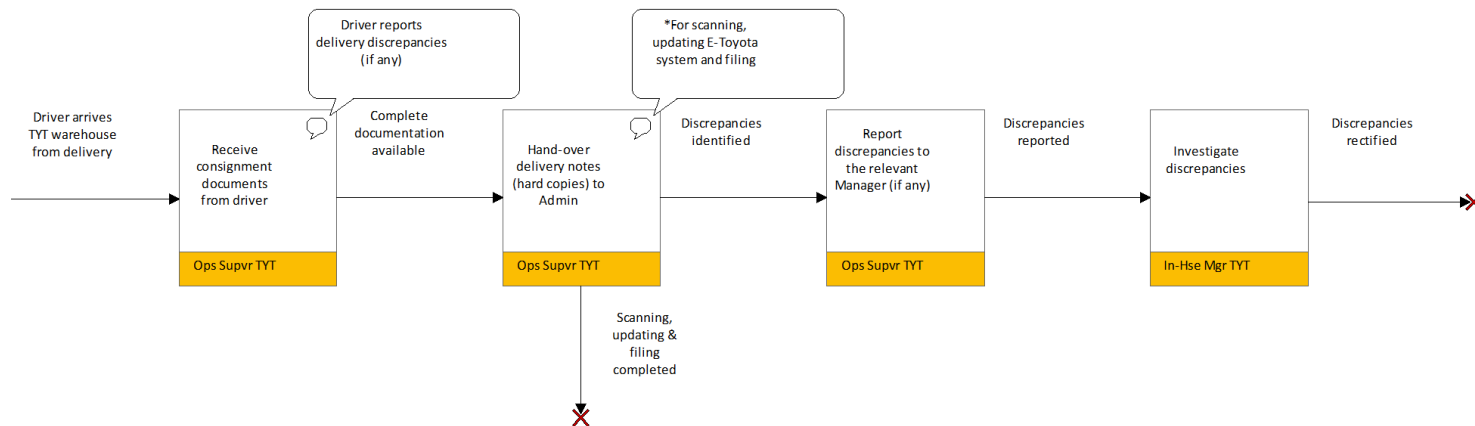 Driver reports
delivery discrepancies
(if any)
*For scanning,
updating E-Toyota
system and filing
Driver arrives
TYT warehouse
from delivery
Receive
consignment
documents
from driver
Ops Supvr TYT
Complete
documentation
available
Hand-over
delivery notes
(hard copies) to
Admin
Ops Supvr TYT
Discrepancies
identified
Report
discrepancies to
the relevant
Manager (if any)
Ops Supvr TYT
Discrepancies
reported
Investigate
discrepancies
In-Hse Mgr TYT
Discrepancies
rectified
Scanning,
updating &
filing
completed